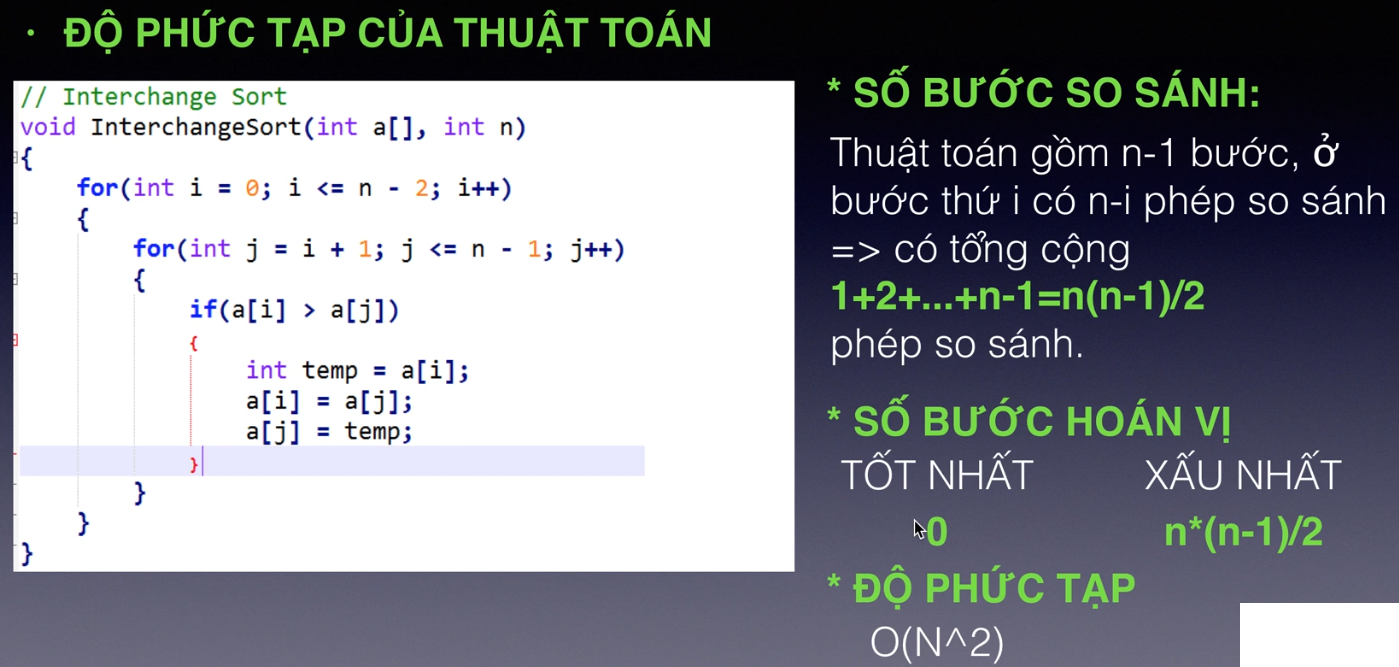 • ĐỘ PHỨC TẠP CỦA THUẬT TOÁN
// Interchange Sort
void InterchangeSort(int a[], int n)
{
for(int i = 0; i <= n - 2; i++)
{
for(int j = i + 1; j <= n - 1; j++)
{
if(a[i] > a[j])
{
int temp = a[i];
a[i] = a[j];
a[j] = temp;
}
}
}
}
* SỐ BƯỚC SO SÁNH:
Thuật toán gồm n-1 bước, ở
bước thứ i có n-i phép so sánh
=> có tổng cộng
1+2+...+n-1=n(n-1)/2
phép so sánh.
* SỐ BƯỚC HOÁN VỊ
TỐT NHẤT XẤU NHẤT
0 n*(n-1)/2
* ĐỘ PHỨC TẠP
O(N^2)